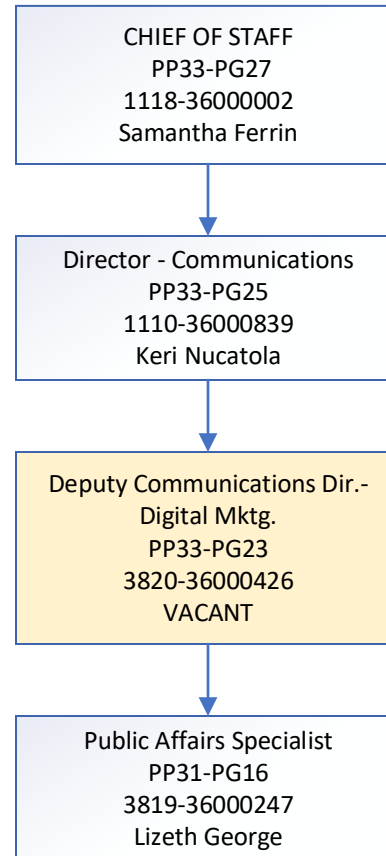 CHIEF OF STAFF
PP33-PG27
1118-36000002
Samantha Ferrin
Director - Communications
PP33-PG25
1110-36000839
Keri Nucatola
Deputy Communications Dir.-
Digital Mktg.
PP33-PG23
3820-36000426
VACANT
Public Affairs Specialist
PP31-PG16
3819-36000247
Lizeth George